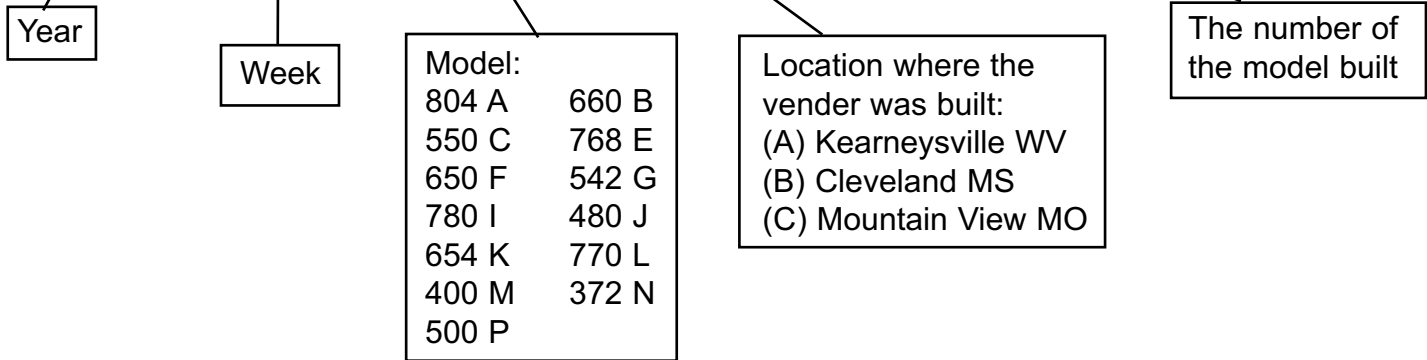 Year
Week
Model:
804 A 660 B
550 C 768 E
650 F 542 G
780 I 480 J
654 K 770 L
400 M 372 N
500 P
Location where the
vender was built:
(A) Kearneysville WV
(B) Cleveland MS
(C) Mountain View MO
The number of
the model built